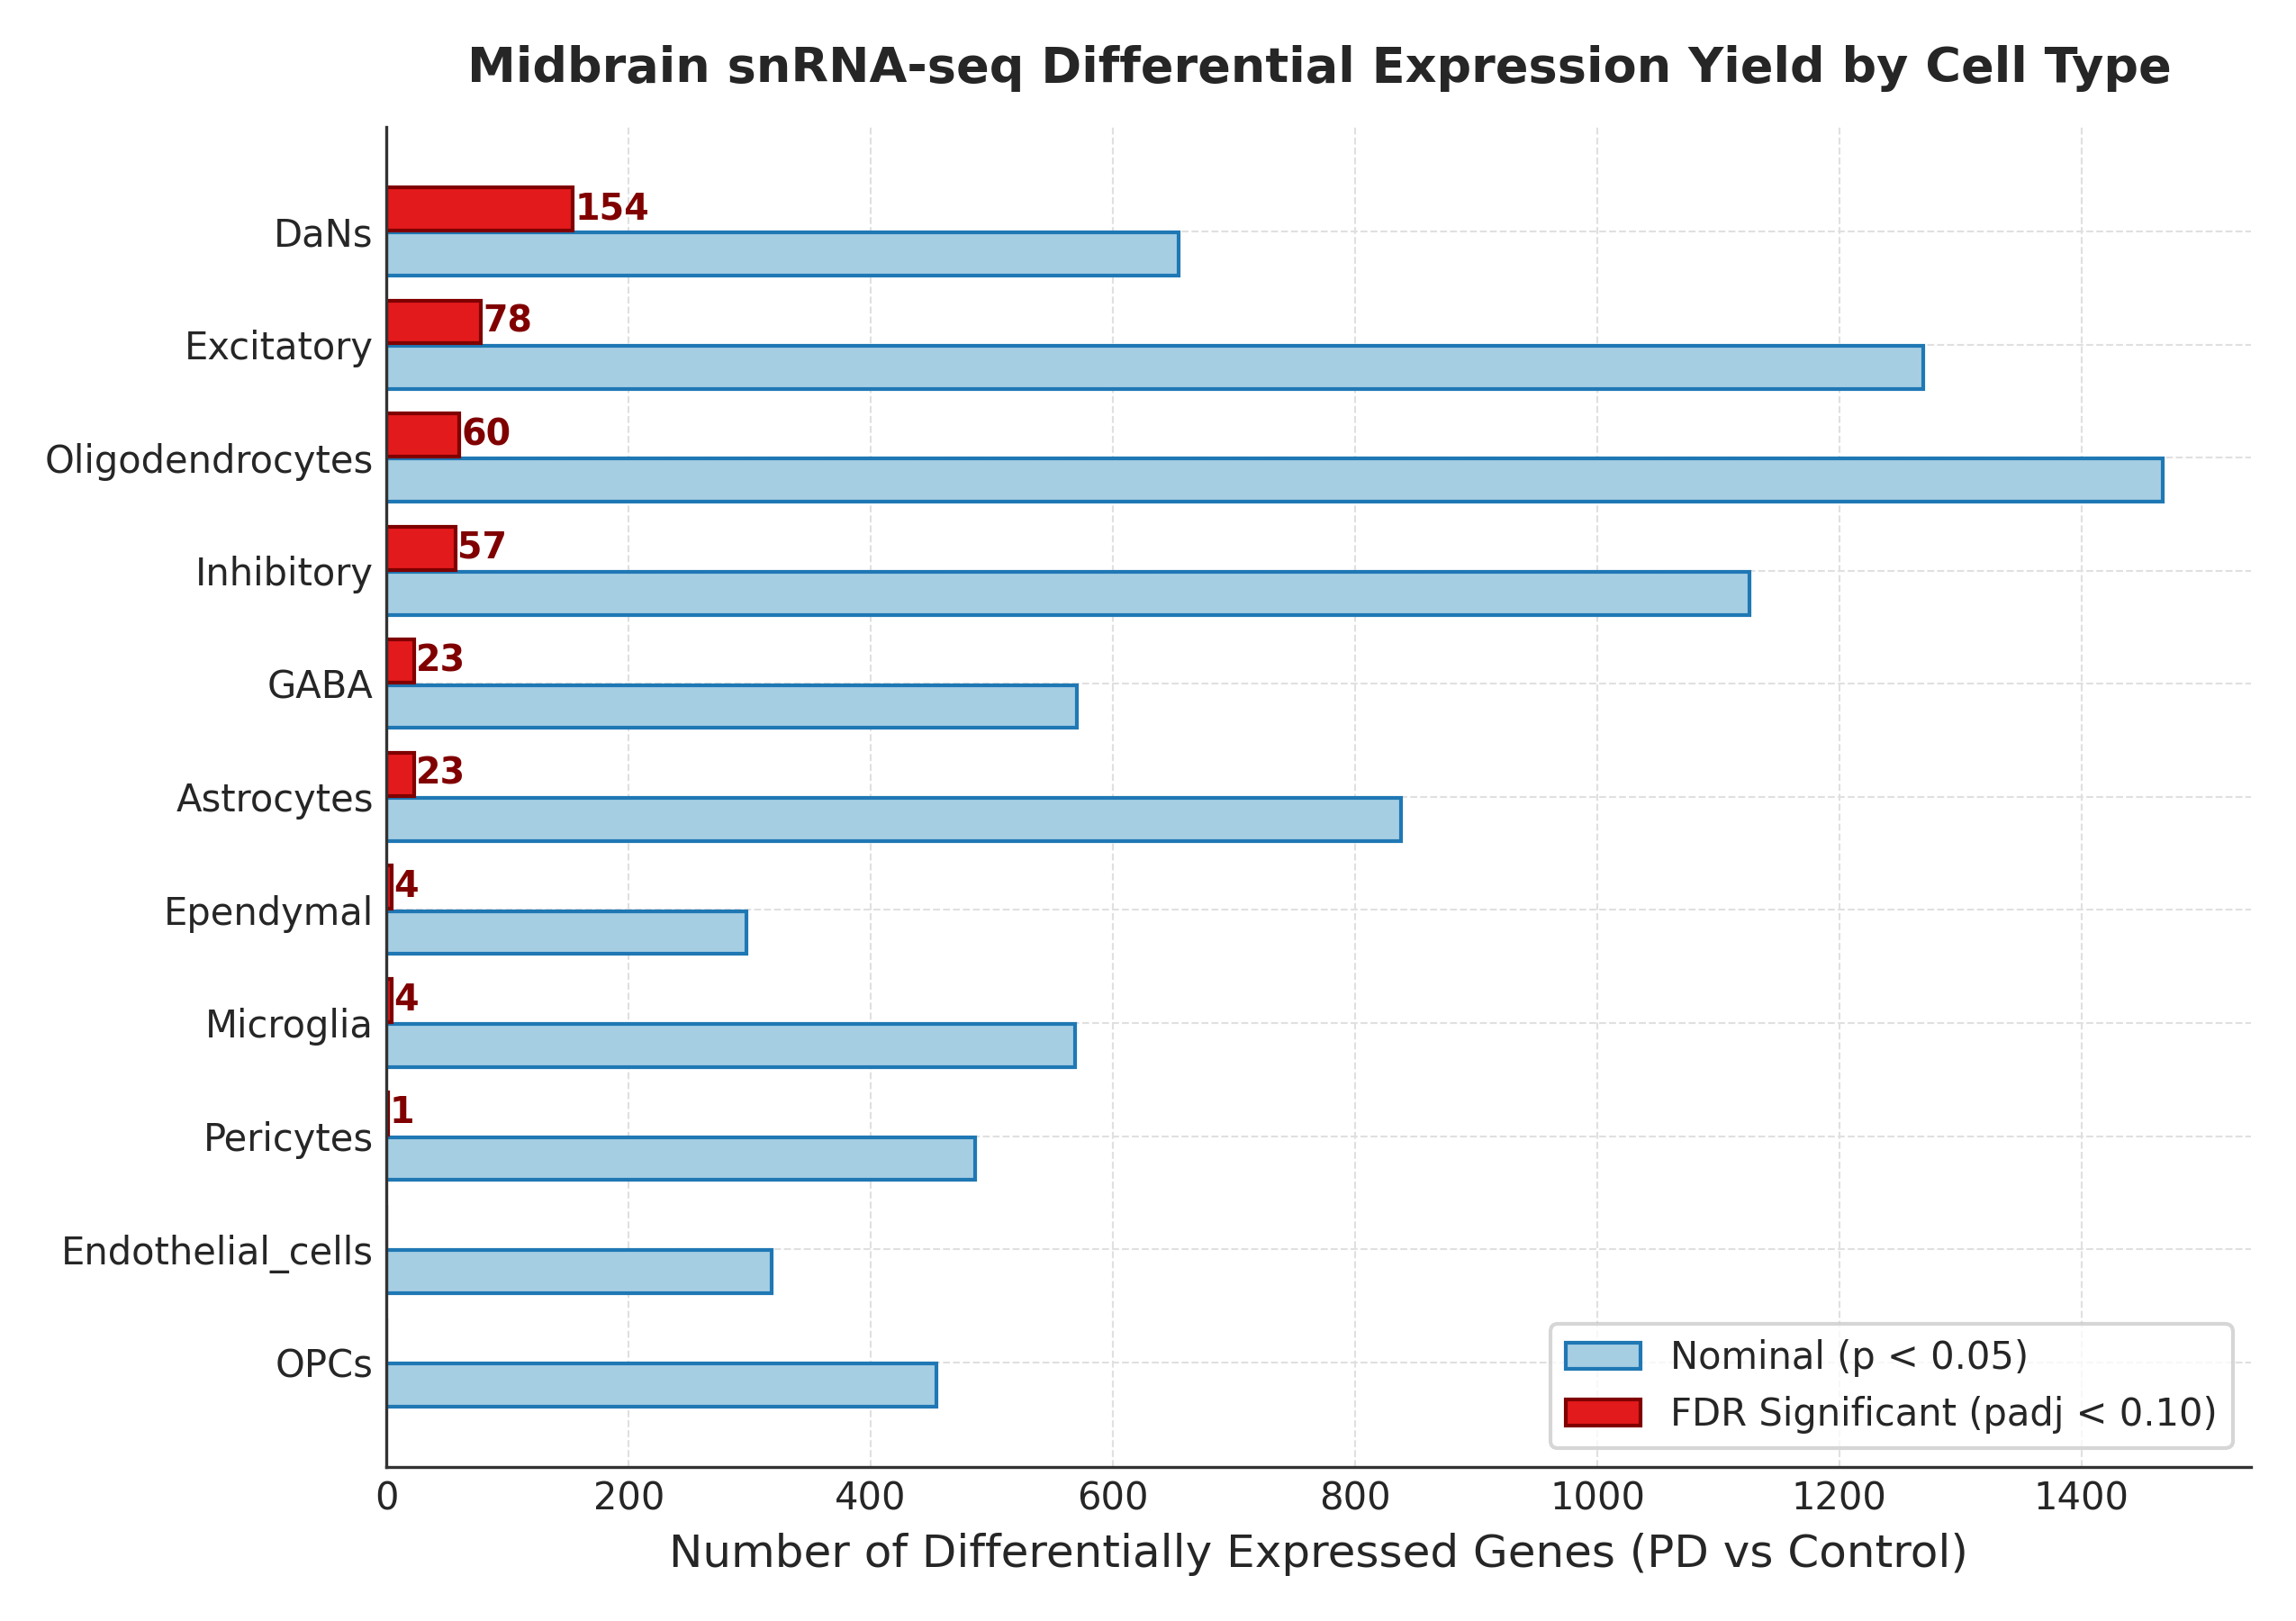 Midbrain snRNA-seq Differential Expression Yield by Cell Type
DaNs
154
Excitatory
78
Oligodendrocytes
60
Inhibitory
57
GABA
23
Astrocytes
23
Ependymal
4
Microglia
4
Pericytes
1
Endothelial_cells
OPCs
Nominal (p < 0.05)
FDR Significant (padj < 0.10)
0 200 400 600 800 1000 1200 1400
Number of Differentially Expressed Genes (PD vs Control)